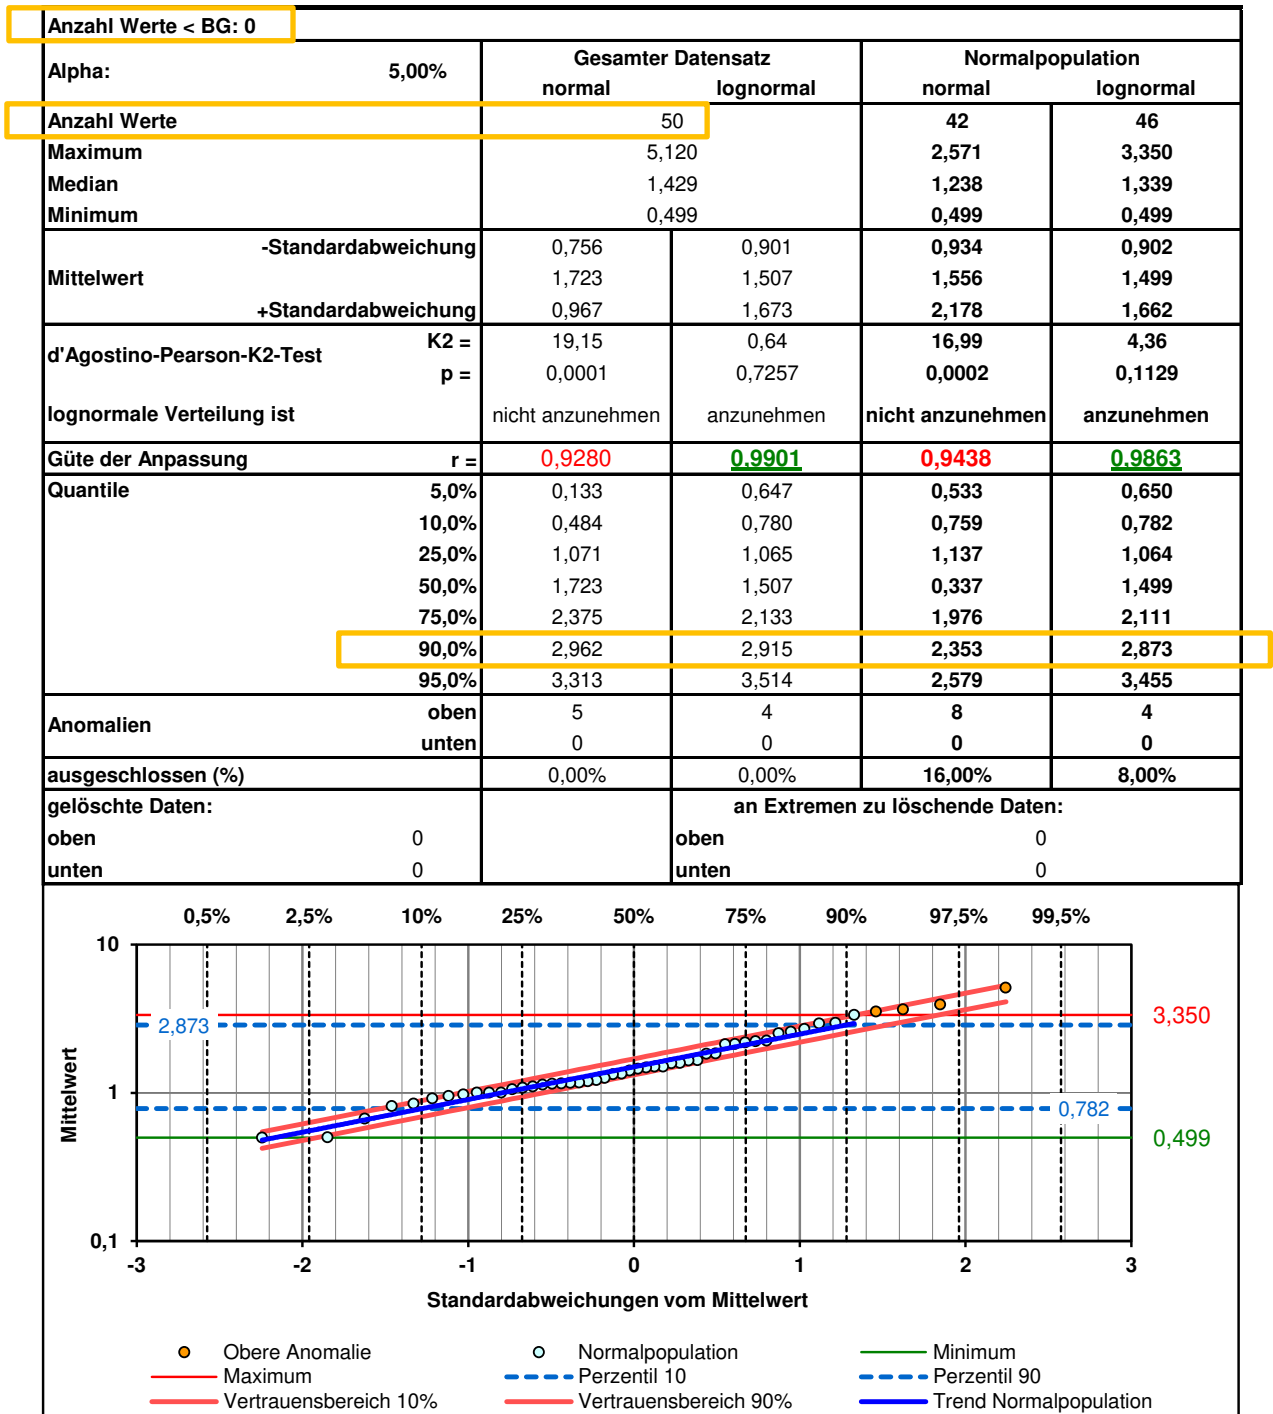 Anzahl Werte < BG: 0
Alpha: 5,00% Gesamter Datensatz Normalpopulation
normal lognormal normal lognormal
Anzahl Werte 50 42 46
Maximum 5,120 2,571 3,350
Median 1,429 1,238 1,339
Minimum 0,499 0,499 0,499
-Standardabweichung 0,756 0,901 0,934 0,902
Mittelwert 1,723 1,507 1,556 1,499
+Standardabweichung 0,967 1,673 2,178 1,662
d'Agostino-Pearson-K2-Test K2 = 19,15 0,64 16,99 4,36
p = 0,0001 0,7257 0,0002 0,1129
lognormale Verteilung ist nicht anzunehmen anzunehmen nicht anzunehmen anzunehmen
Güte der Anpassung r = 0,9280 0,9901 0,9438 0,9863
Quantile 5,0% 0,133 0,647 0,533 0,650
10,0% 0,484 0,780 0,759 0,782
25,0% 1,071 1,065 1,137 1,064
50,0% 1,723 1,507 0,337 1,499
75,0% 2,375 2,133 1,976 2,111
90,0% 2,962 2,915 2,353 2,873
95,0% 3,313 3,514 2,579 3,455
Anomalien oben 5 4 8 4
unten 0 0 0 0
ausgeschlossen (%) 0,00% 0,00% 16,00% 8,00%
gelöschte Daten: an Extremen zu löschende Daten:
oben 0 oben 0
unten 0 unten 0
0,5% 2,5% 10% 25% 50% 75% 90% 97,5% 99,5%
10
2,873
3,350
1
0,782
0,499
0,1
Mittelwert
-3 -2 -1 0 1 2 3
Standardabweichungen vom Mittelwert
Obere Anomalie Normalpopulation Minimum
Maximum Perzentil 10 Perzentil 90
Vertrauensbereich 10% Vertrauensbereich 90% Trend Normalpopulation